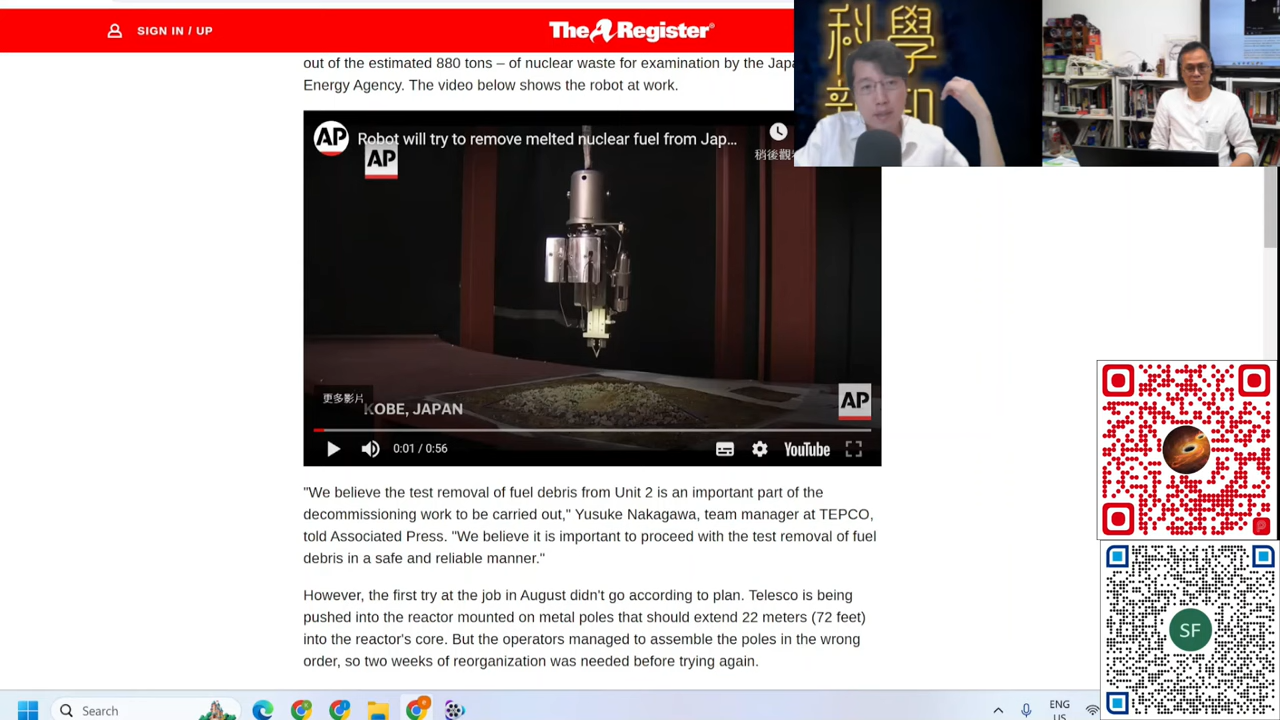 SIGN IN / UP
The Register
科學
新知
out of the estimated 880 tons – of nuclear waste for examination by the
Energy Agency. The video below shows the robot at work.
AP
Robot will try to remove melted nuclear fuel from Jap...
AP
稍後觀
更多影片
KOBE, JAPAN
AP
0:01 / 0:56
YouTube
"We believe the test removal of fuel debris from Unit 2 is an important part of the
decommissioning work to be carried out," Yusuke Nakagawa, team manager at TEPCO,
told Associated Press. "We believe it is important to proceed with the test removal of fuel
debris in a safe and reliable manner."
However, the first try at the job in August didn't go according to plan. Telesco is being
pushed into the reactor mounted on metal poles that should extend 22 meters (72 feet)
into the reactor's core. But the operators managed to assemble the poles in the wrong
order, so two weeks of reorganization was needed before trying again.
SF
Search
ENG
US